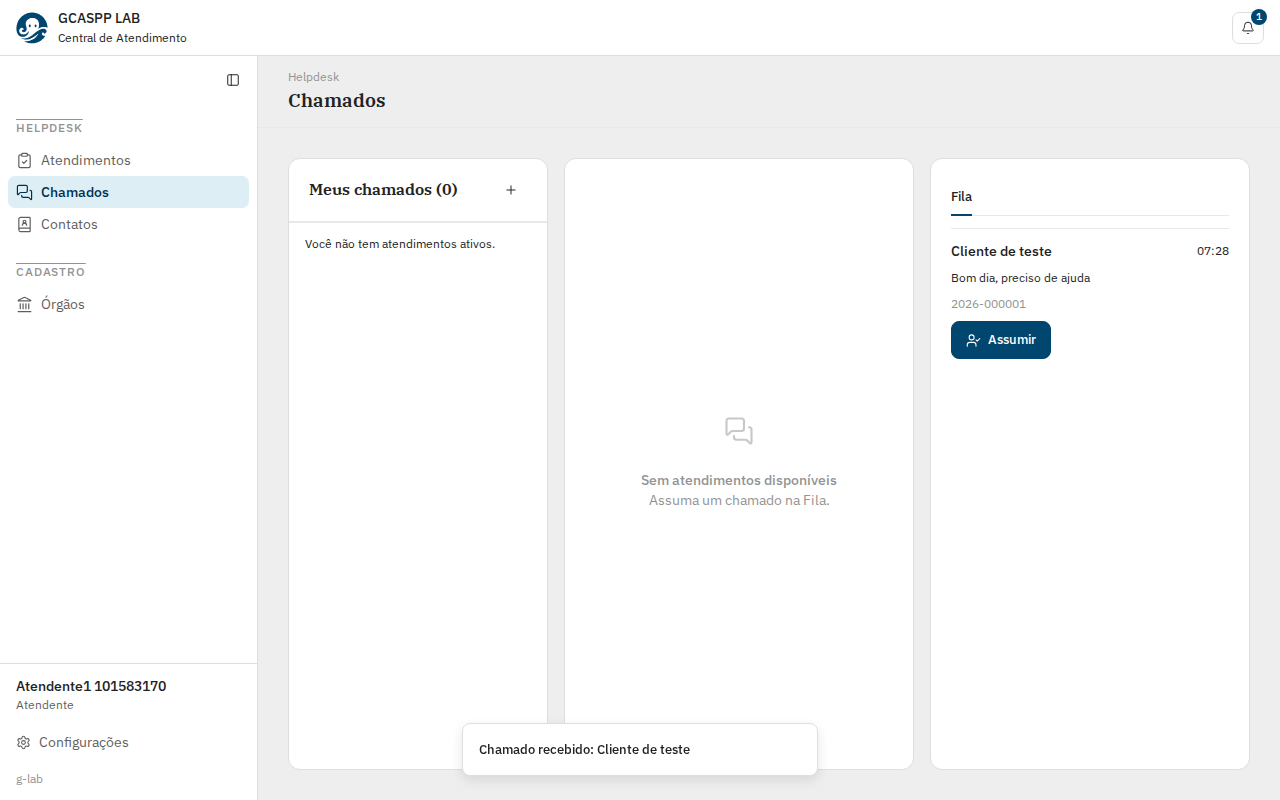 GCASPP LAB
Central de Atendimento
1
HELPDESK
Atendimentos
Chamados
Contatos
CADASTRO
Órgãos
Atendente1 101583170
Atendente
Configurações
g-lab
Helpdesk
Chamados
Meus chamados (0)
Você não tem atendimentos ativos.
Sem atendimentos disponíveis
Assuma um chamado na Fila.
Fila
Cliente de teste 07:28
Bom dia, preciso de ajuda
2026-000001
Assumir
Chamado recebido: Cliente de teste